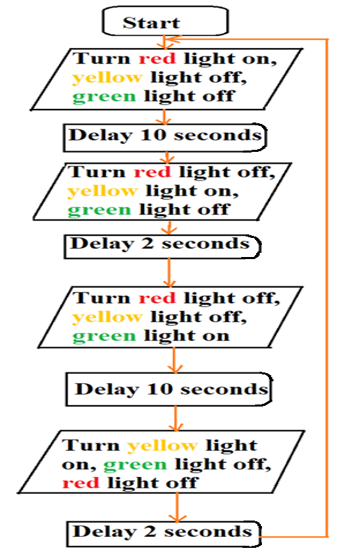 Start
Turn red light on,
yellow light off,
green light off
Delay 10 seconds
Turn red light off,
yellow light on,
green light off
Delay 2 seconds
Turn red light off,
yellow light off,
green light on
Delay 10 seconds
Turn yellow light
on, green light off,
red light off
Delay 2 seconds